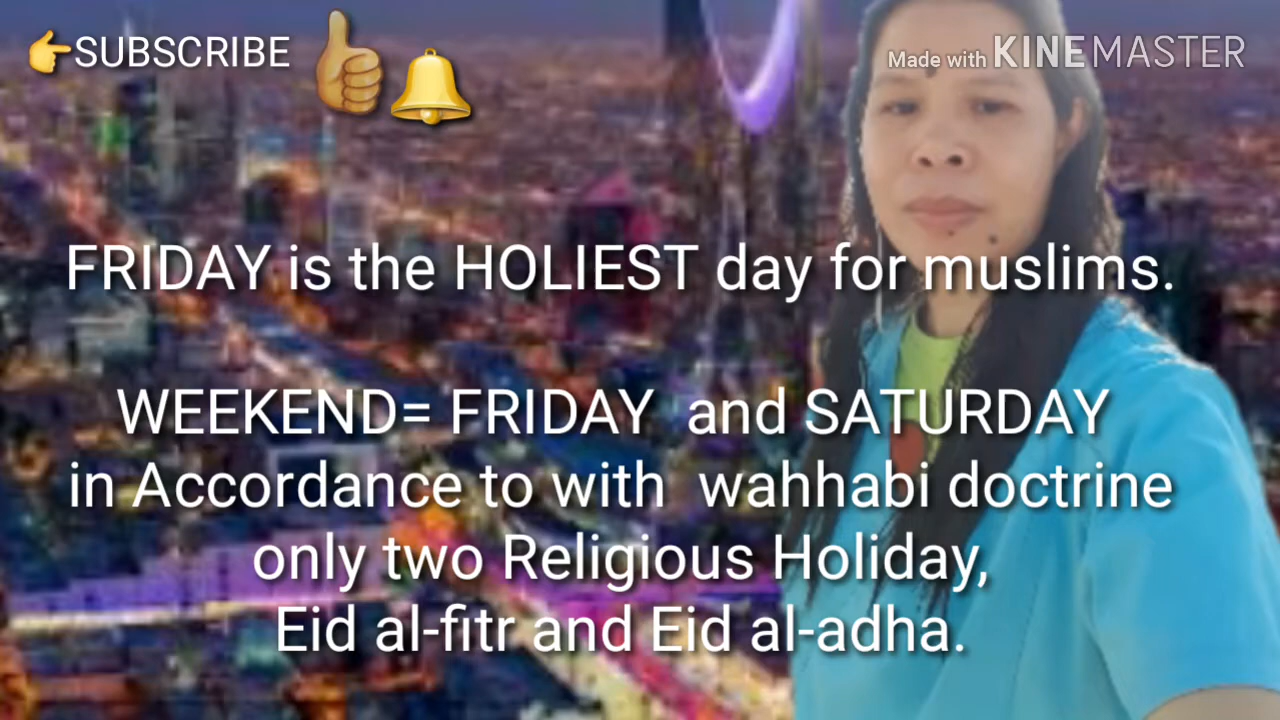 👉SUBSCRIBE 👍🔔
Made with KINEMASTER
FRIDAY is the HOLIEST day for muslims.
WEEKEND= FRIDAY  and SATURDAY
in Accordance to with  wahhabi doctrine
only two Religious Holiday,
Eid al-fitr and Eid al-adha.